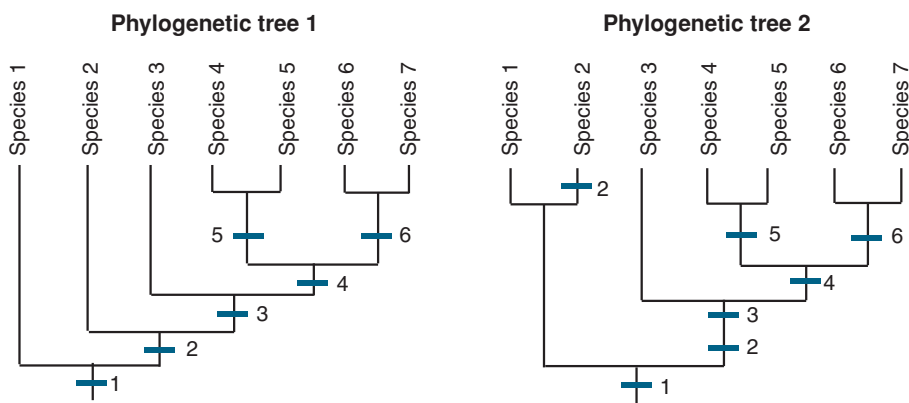 Phylogenetic tree 1
Species 1
Species 2
Species 3
Species 4
Species 5
Species 6
Species 7
5
6
4
3
2
1
Phylogenetic tree 2
Species 1
Species 2
Species 3
Species 4
Species 5
Species 6
Species 7
2
5
6
4
3
2
1